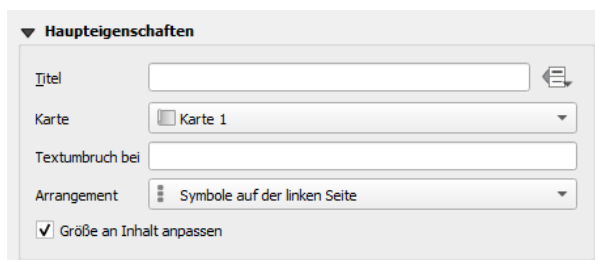 Haupteigenschaften
Titel
Karte Karte 1
Textumbruch bei
Arrangement Symbole auf der linken Seite
Größe an Inhalt anpassen